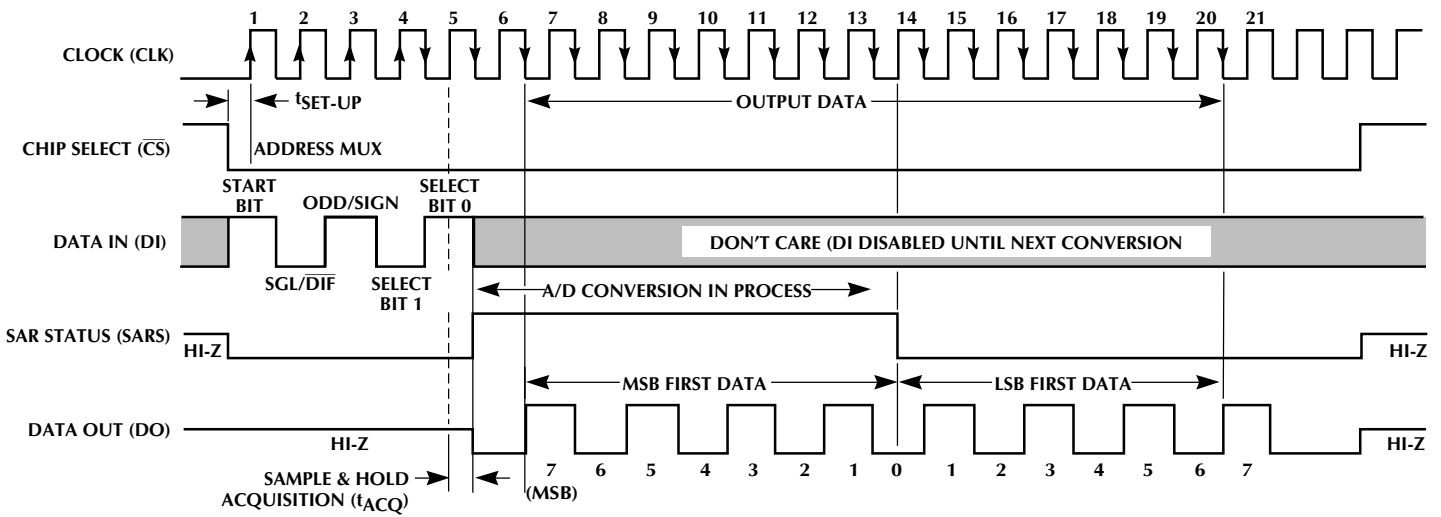 1 2 3 4 5 6 7 8 9 10 11 12 13 14 15 16 17 18 19 20 21
CLOCK (CLK)
tSET-UP
OUTPUT DATA
CHIP SELECT (CS)
ADDRESS MUX
START
BIT
ODD/SIGN
SELECT
BIT 0
DATA IN (DI)
DON'T CARE (DI DISABLED UNTIL NEXT CONVERSION
SGL/DIF
SELECT
BIT 1
A/D CONVERSION IN PROCESS
SAR STATUS (SARS)
HI-Z
HI-Z
MSB FIRST DATA
LSB FIRST DATA
DATA OUT (DO)
HI-Z
HI-Z
7 6 5 4 3 2 1 0 1 2 3 4 5 6 7
(MSB)
SAMPLE & HOLD
ACQUISITION (tACQ)